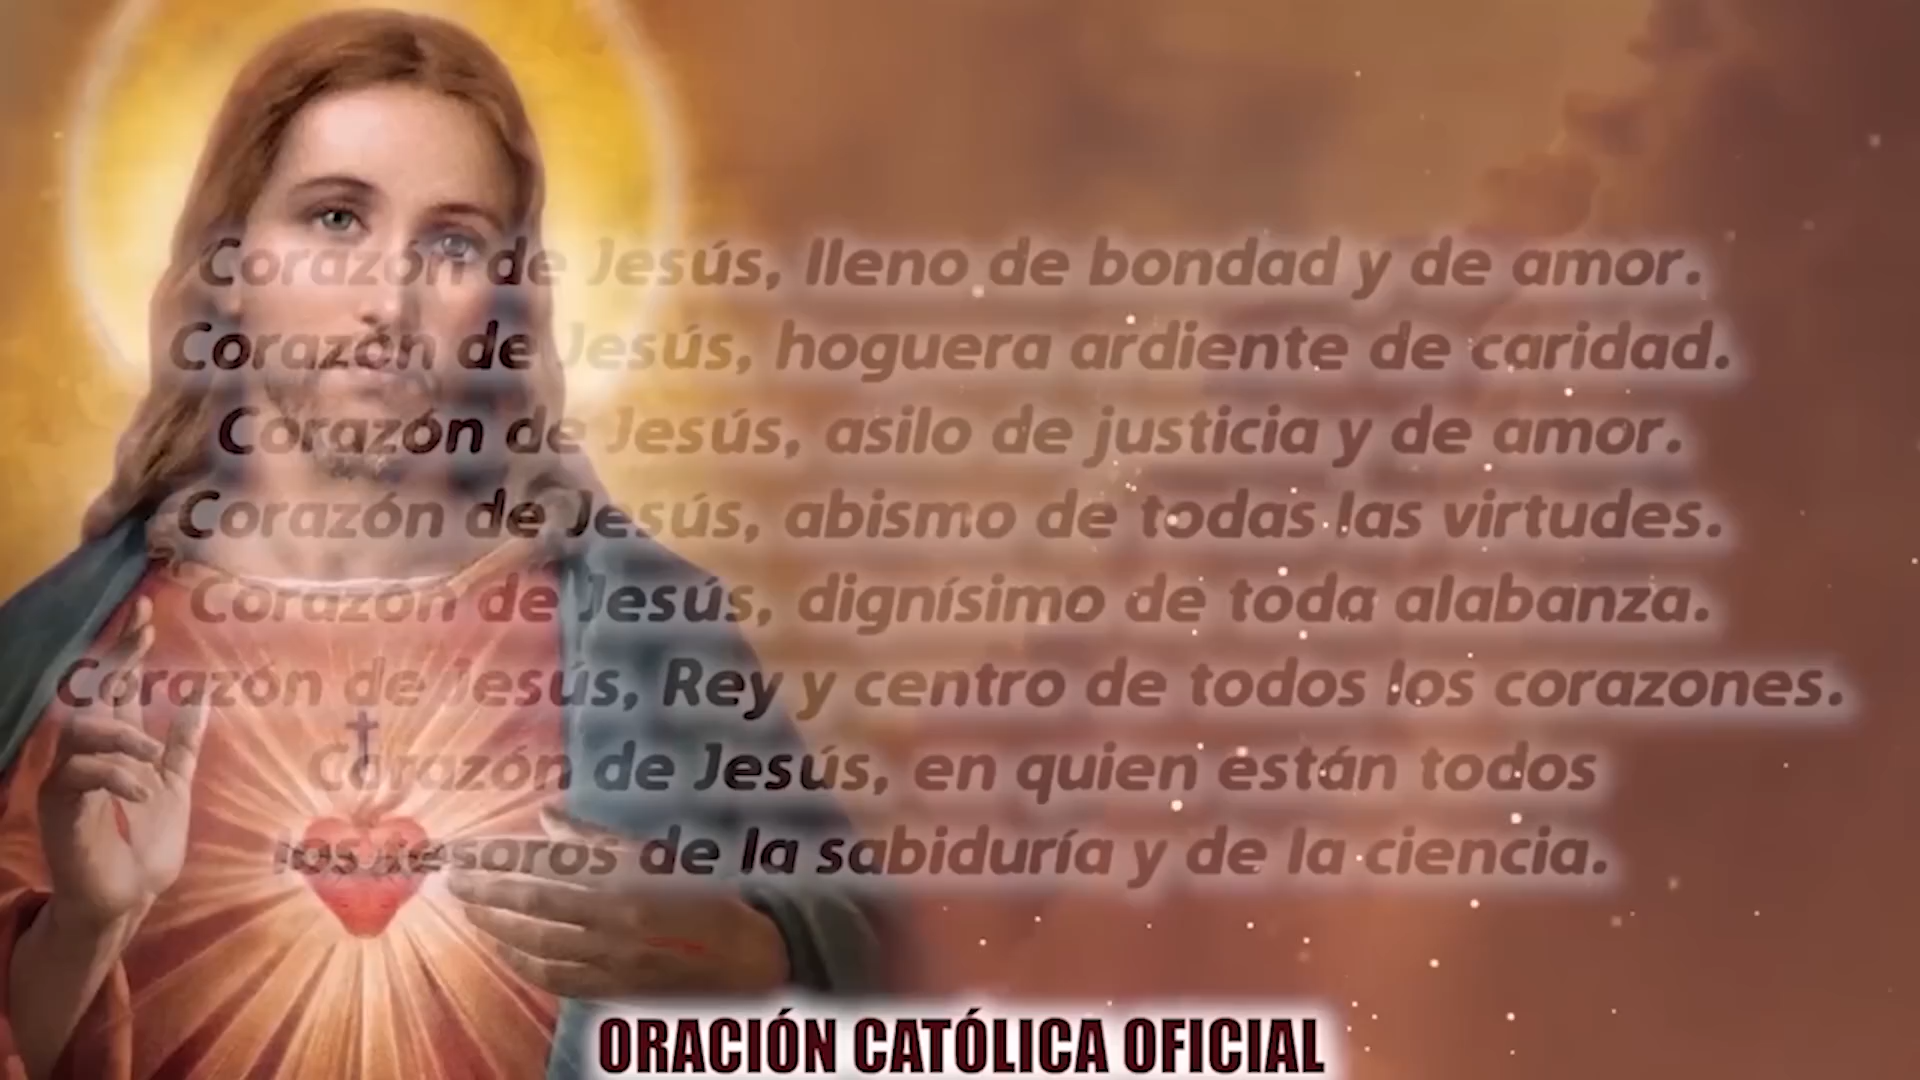 Corazón de Jesús, lleno de bondad y de amor.
Corazón de Jesús, hoguera ardiente de caridad.
Corazón de Jesús, asilo de justicia y de amor.
Corazón de Jesús, abismo de todas las virtudes.
Corazón de Jesús, dignísimo de toda alabanza.
Corazón de Jesús, Rey y centro de todos los corazones.
Corazón de Jesús, en quien están todos
los tesoros de la sabiduría y de la ciencia.
ORACIÓN CATÓLICA OFICIAL